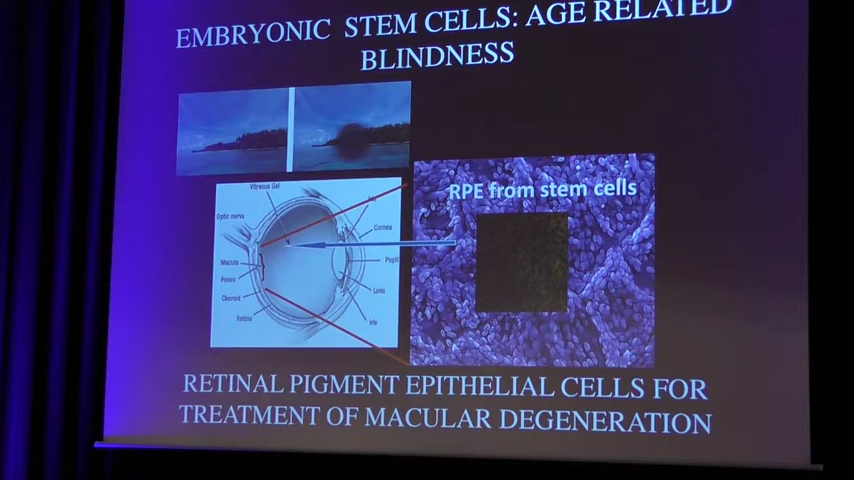 EMBRYONIC STEM CELLS: AGE RELATED
BLINDNESS
RPE from stem cells
Vitreous Gel
Optic nerve
Macula
Fovea
Choroid
Retina
Iris
Cornea
Pupil
Lens
Iris
RETINAL PIGMENT EPITHELIAL CELLS FOR
TREATMENT OF MACULAR DEGENERATION